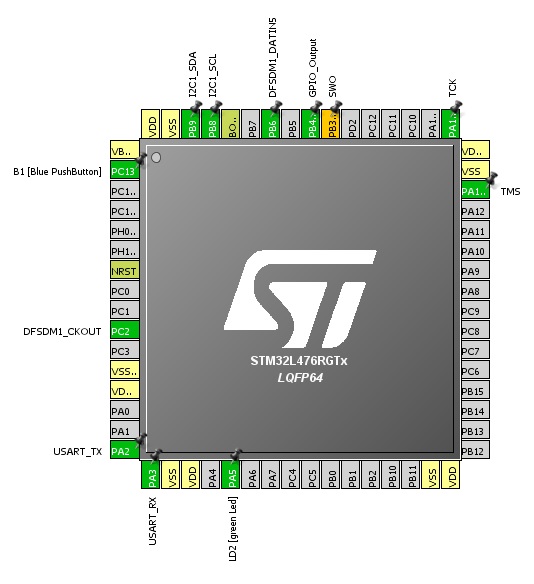 I2C1_SDA
I2C1_SCL
DFSDM1_DATIN5
GPIO_Output
SWO
TCK
VDD
VSS
PB9
PB8
BO..
PB7
PB6
PB5
PB4..
PB3..
PD2
PC12
PC11
PC10
PA1..
PA1..
B1 [Blue PushButton]
DFSDM1_CKOUT
USART_TX
VB..
PC13
PC1..
PC1..
PH0..
PH1..
NRST
PC0
PC1
PC2
PC3
VSS..
VD..
PA0
PA1
PA2
STM32L476RGTx
LQFP64
VD..
VSS
PA1..
TMS
PA12
PA11
PA10
PA9
PA8
PC9
PC8
PC7
PC6
PB15
PB14
PB13
PB12
PA3
VSS
VDD
PA4
PA5
PA6
PA7
PC4
PC5
PB0
PB1
PB2
PB10
PB11
VSS
VDD
USART_RX
LD2 [green Led]